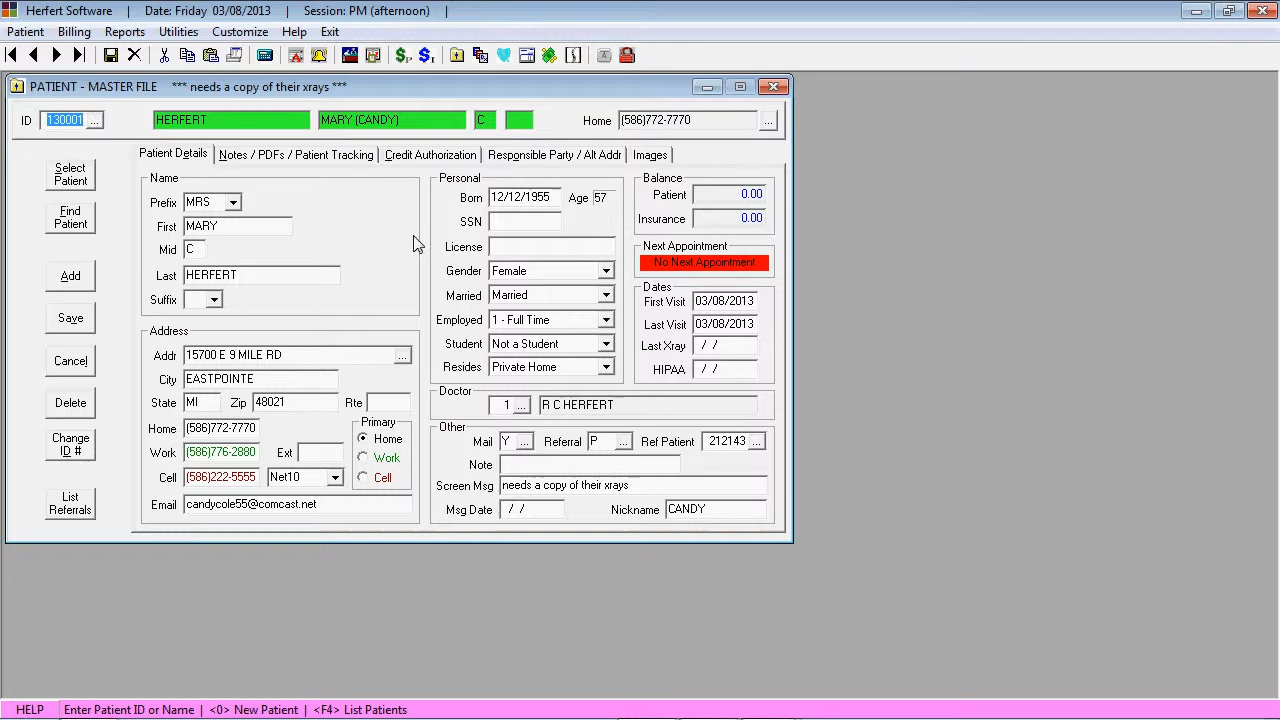 Herfert Software | Date: Friday 03/08/2013 | Session: PM (afternoon) |
Patient Billing Reports Utilities Customize Help Exit
PATIENT - MASTER FILE *** needs a copy of their xrays ***
ID 130001 ... HERFERT MARY (CANDY) C Home (586)772-7770 ...
Patient Details Notes / PDFs / Patient Tracking Credit Authorization Responsible Party / Alt Addr Images
Select Patient
Find Patient
Add
Save
Cancel
Delete
Change ID #
List Referrals
Name
Prefix MRS
First MARY
Mid C
Last HERFERT
Suffix
Address
Addr 15700 E 9 MILE RD ...
City EASTPOINTE
State MI Zip 48021 Rte
Home (586)772-7770
Work (586)776-2880 Ext
Cell (586)222-5555 Net10
Email candycole55@comcast.net
Primary
Home
Work
Cell
Personal
Born 12/12/1955 Age 57
SSN
License
Gender Female
Married Married
Employed 1 - Full Time
Student Not a Student
Resides Private Home
Balance
Patient 0.00
Insurance 0.00
Next Appointment
No Next Appointment
Dates
First Visit 03/08/2013
Last Visit 03/08/2013
Last Xray / /
HIPAA / /
Doctor
1 ... R C HERFERT
Other
Mail Y ... Referral P ... Ref Patient 212143 ...
Note
Screen Msg needs a copy of their xrays
Msg Date / / Nickname CANDY
HELP Enter Patient ID or Name | <0> New Patient | <F4> List Patients